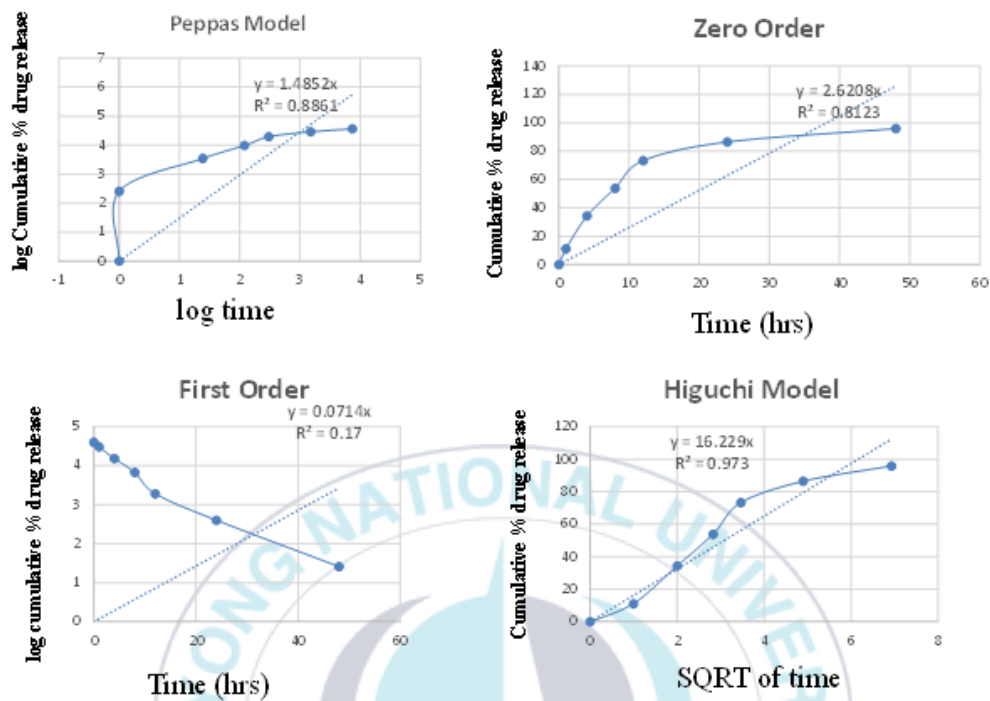 Peppas Model
log Cumulative % drug release
7
6
5
4
3
2
1
0
y = 1.4852x
R² = 0.8861
-1 0 1 2 3 4 5
log time
Zero Order
Cumulative % drug release
140
120
100
80
60
40
20
0
y = 2.6208x
R² = 0.8123
0 10 20 30 40 50 60
Time (hrs)
First Order
log cumulative % drug release
y = 0.0714x
R² = 0.17
5
4
3
2
1
0
0 20 40 60
Time (hrs)
Higuchi Model
Cumulative % drug release
120
100
80
60
40
20
0
y = 16.229x
R² = 0.973
0 2 4 6 8
SQRT of time
ONG NATIONAL UNIVER